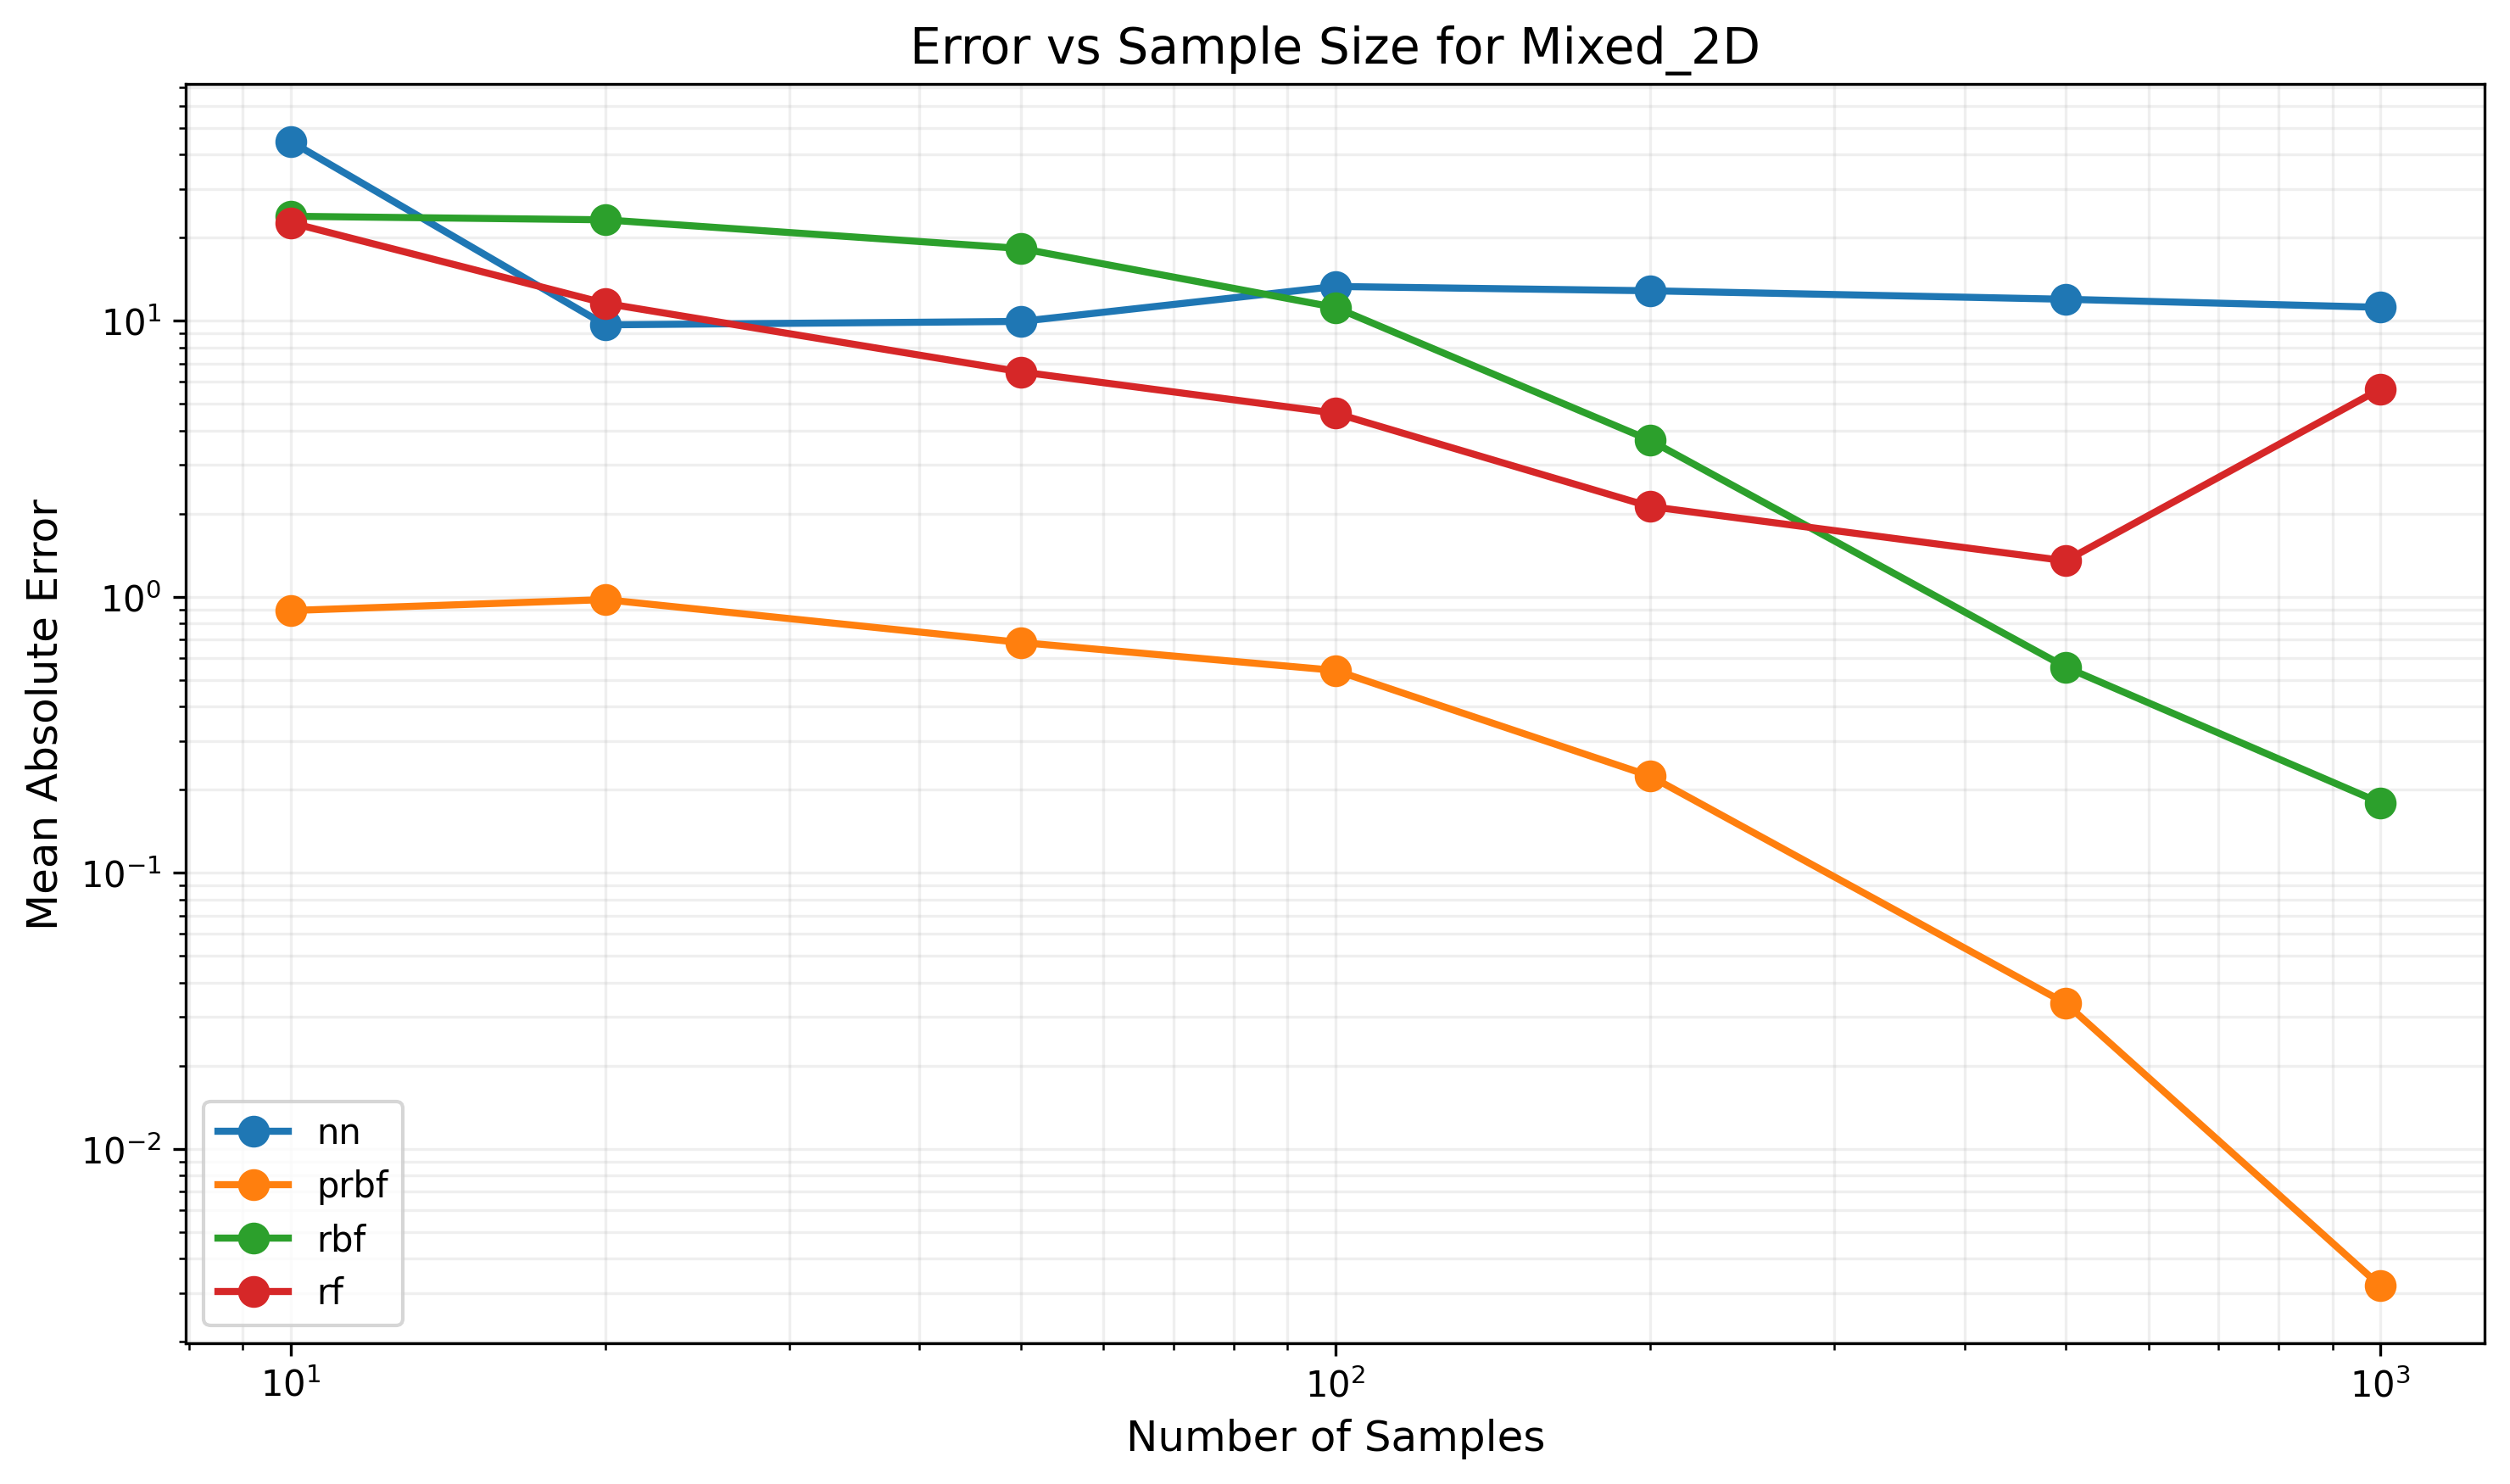 Error vs Sample Size for Mixed_2D
Mean Absolute Error
10¹
10⁰
10⁻¹
10⁻²
nn
prbf
rbf
rf
10¹ 10² 10³
Number of Samples